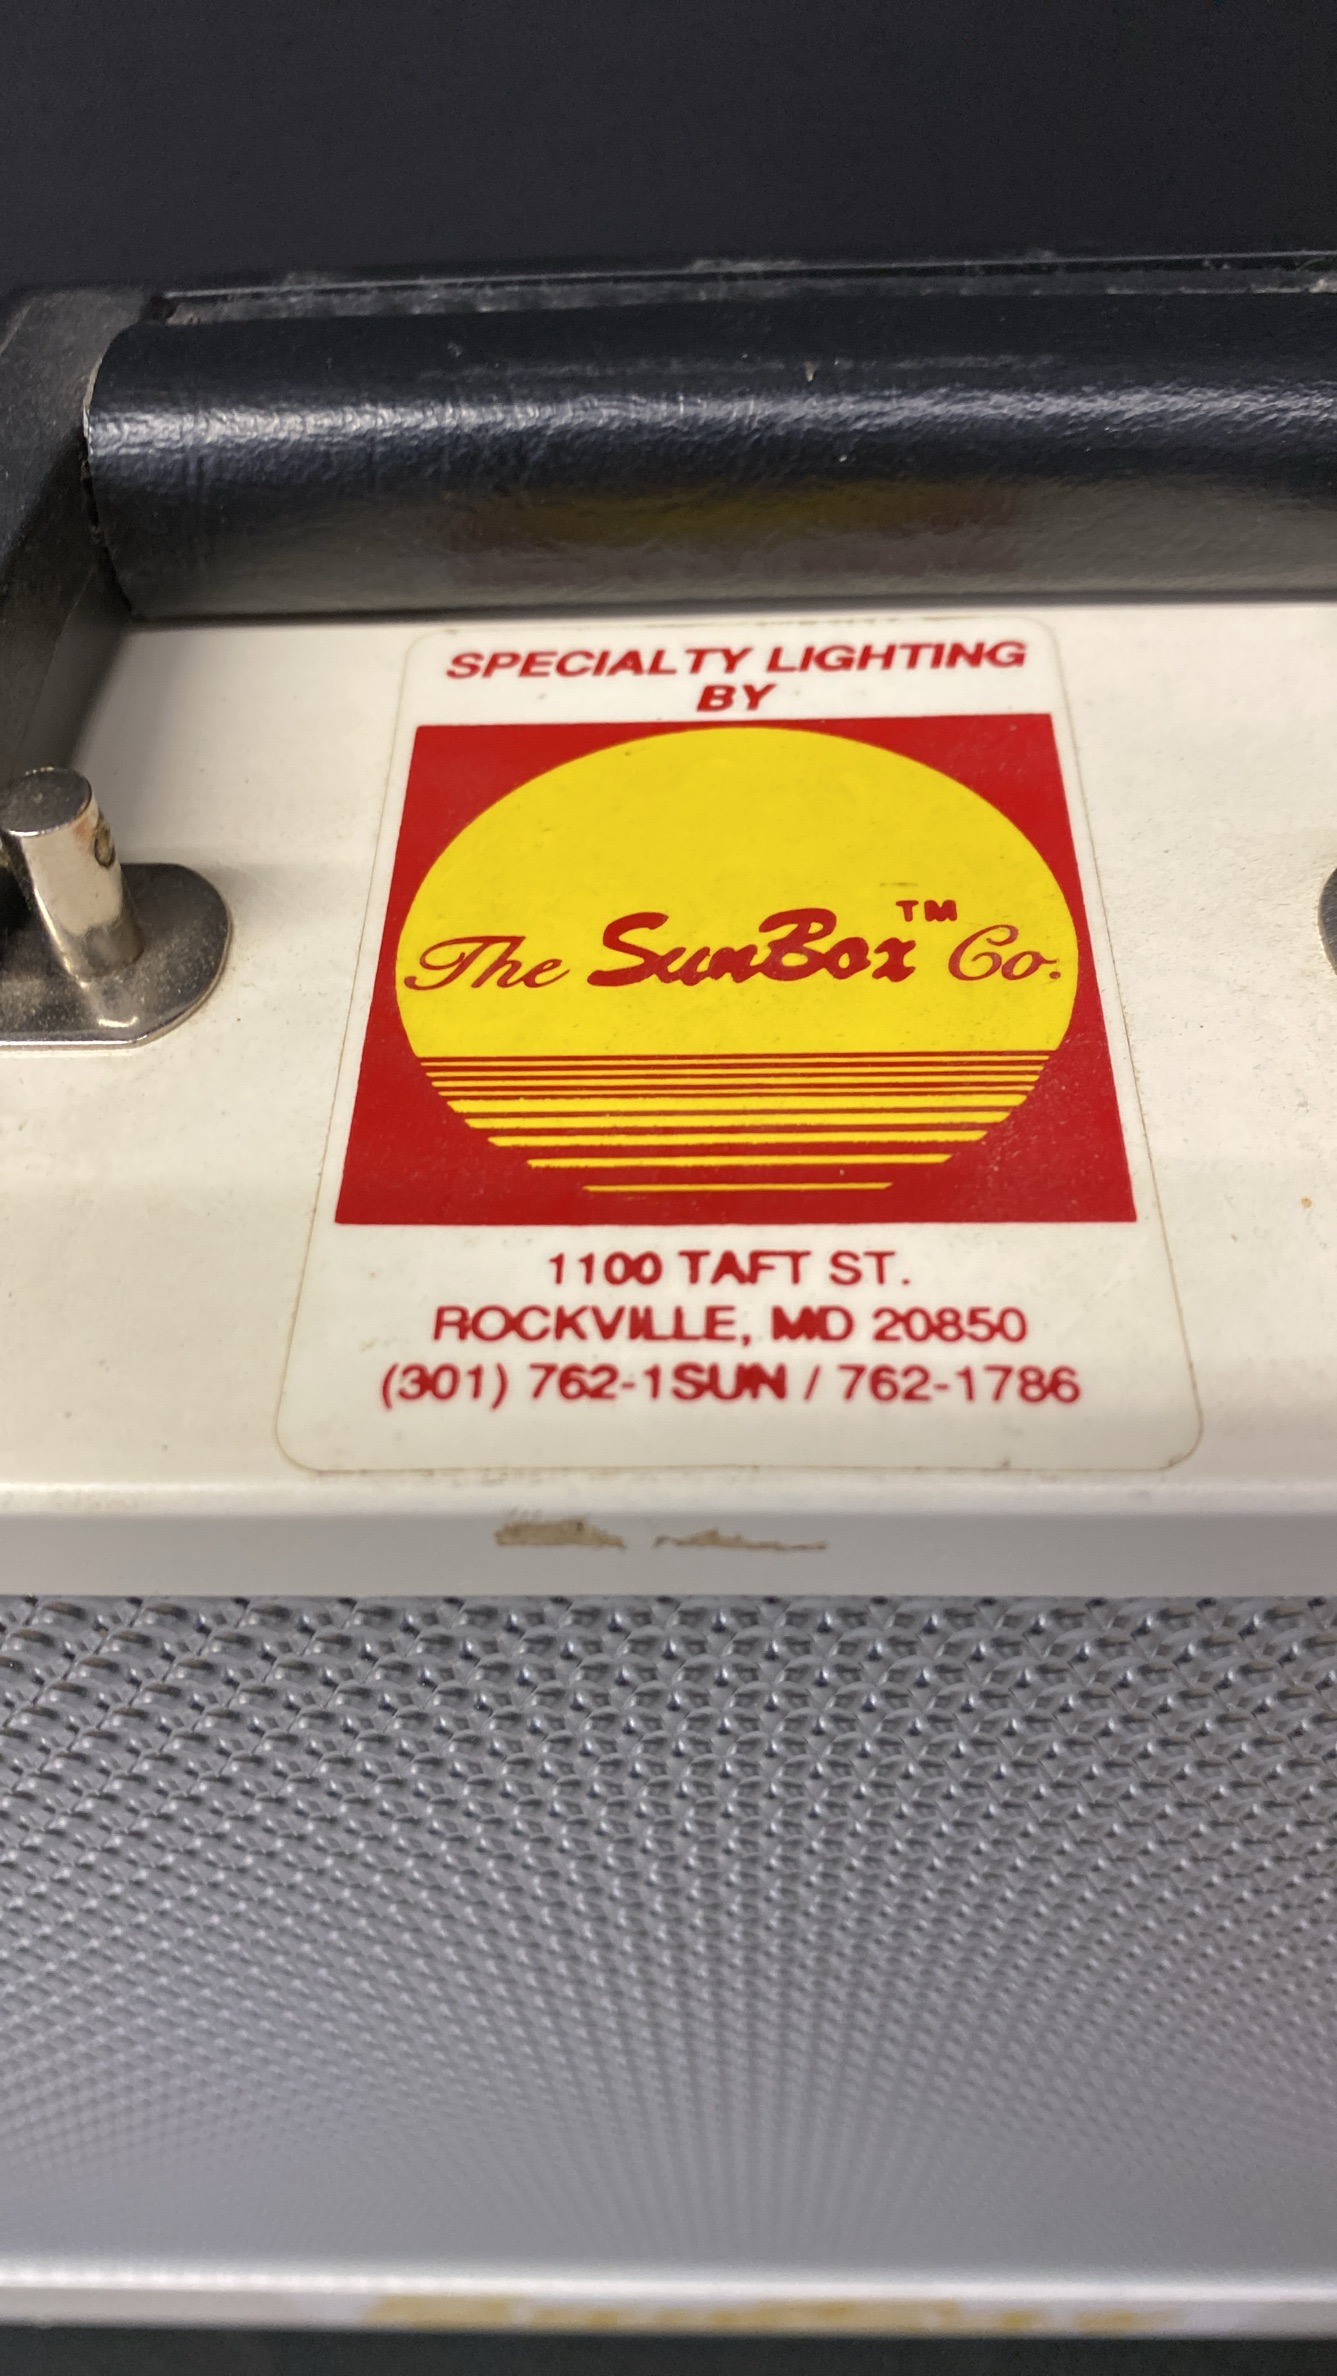 SPECIALTY LIGHTING
BY
The SunBox™ Co.
1100 TAFT ST.
ROCKVILLE, MD 20850
(301) 762-1SUN / 762-1786